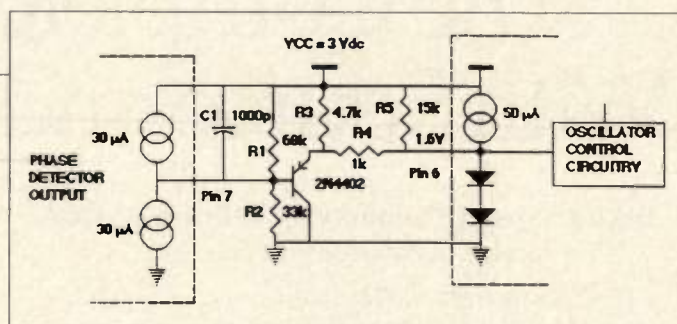 VCC = 3 Vdc
30 µA
C1 1000p
R3 4.7k
R5 15k
50 µA
R1
68k
R4
1k
1.6V
PHASE
DETECTOR
OUTPUT
Pin 7
2N4402
Pin 6
OSCILLATOR
CONTROL
CIRCUITRY
30 µA
R2
33k